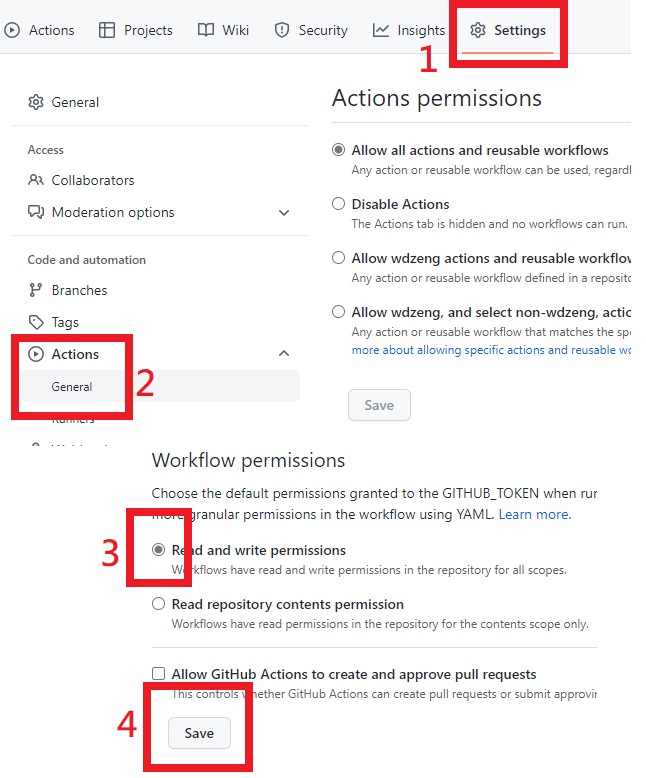 Actions Projects Wiki Security Insights Settings
1
General
Access
Collaborators
Moderation options
Code and automation
Branches
Tags
Actions
General
2
Runners
Actions permissions
Allow all actions and reusable workflows
Any action or reusable workflow can be used, regardl
Disable Actions
The Actions tab is hidden and no workflows can run.
Allow wdzeng actions and reusable workflow
Any action or reusable workflow defined in a reposito
Allow wdzeng, and select non-wdzeng, actio
Any action or reusable workflow that matches the spe
more about allowing specific actions and reusable wo
Save
Workflow permissions
Choose the default permissions granted to the GITHUB_TOKEN when run
more granular permissions in the workflow using YAML. Learn more.
3
Read and write permissions
Workflows have read and write permissions in the repository for all scopes.
Read repository contents permission
Workflows have read permissions in the repository for the contents scope only.
Allow GitHub Actions to create and approve pull requests
This controls whether GitHub Actions can create pull requests or submit approvin
4
Save